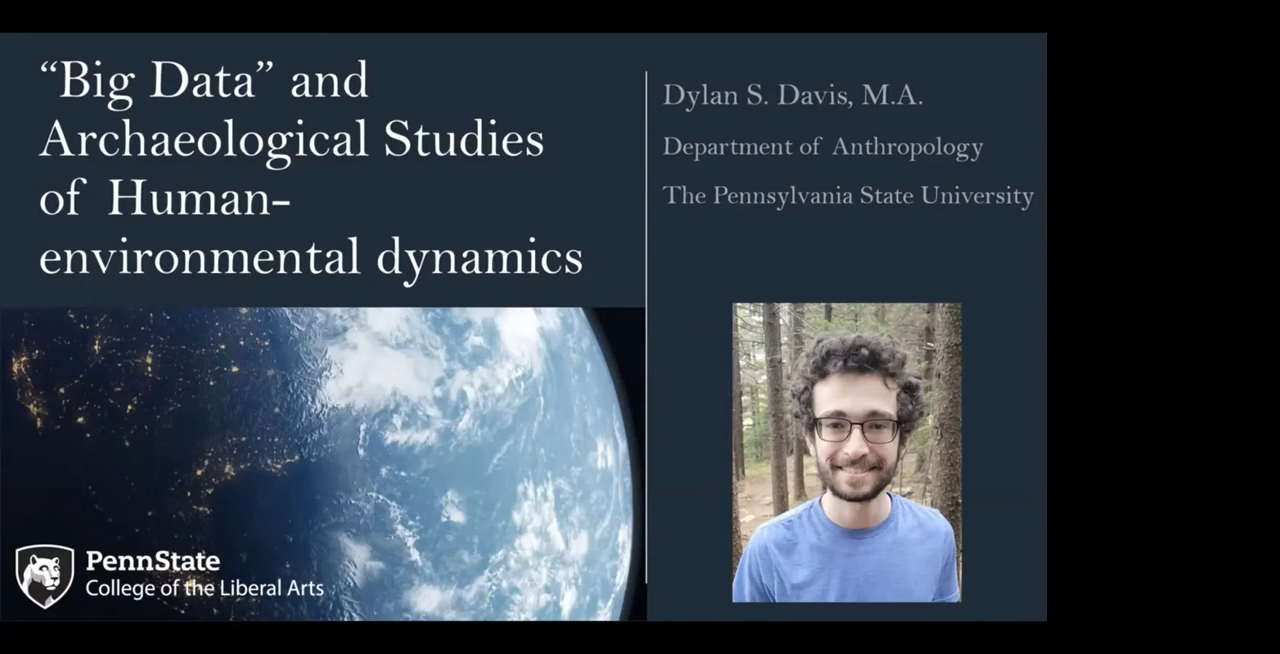 “Big Data” and
Archaeological Studies
of Human-
environmental dynamics
Dylan S. Davis, M.A.
Department of Anthropology
The Pennsylvania State University
PennState
College of the Liberal Arts